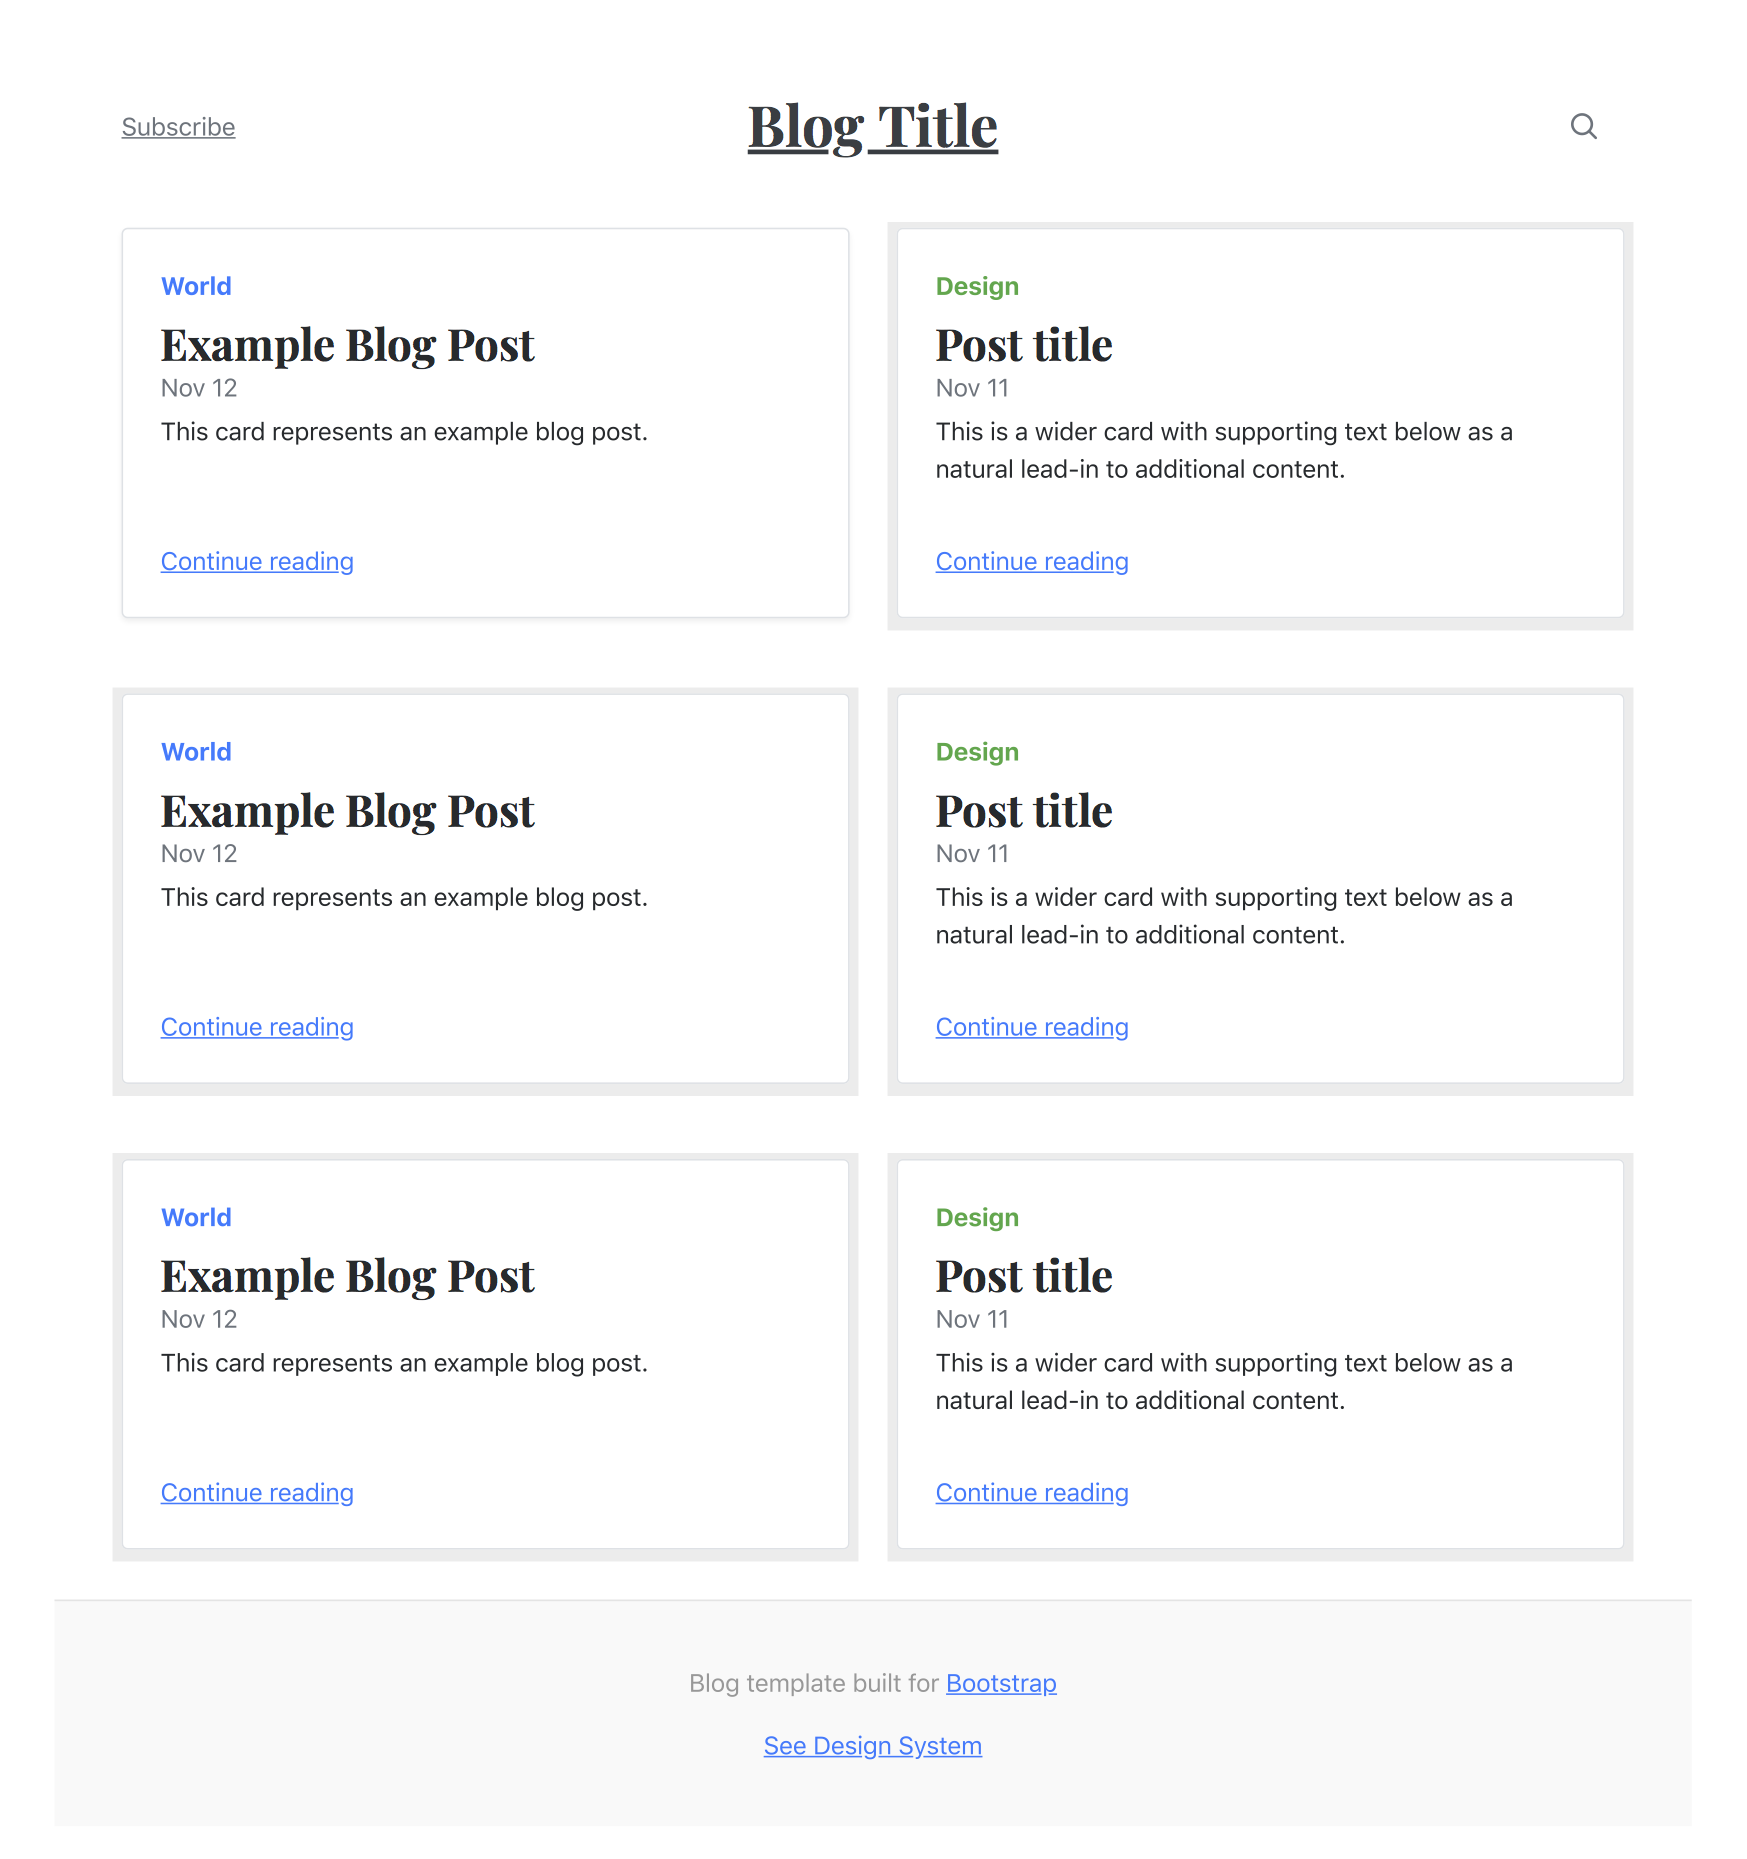 Subscribe
Blog Title
World
Example Blog Post
Nov 12
This card represents an example blog post.
Continue reading
Design
Post title
Nov 11
This is a wider card with supporting text below as a
natural lead-in to additional content.
Continue reading
World
Example Blog Post
Nov 12
This card represents an example blog post.
Continue reading
Design
Post title
Nov 11
This is a wider card with supporting text below as a
natural lead-in to additional content.
Continue reading
World
Example Blog Post
Nov 12
This card represents an example blog post.
Continue reading
Design
Post title
Nov 11
This is a wider card with supporting text below as a
natural lead-in to additional content.
Continue reading
Blog template built for Bootstrap
See Design System